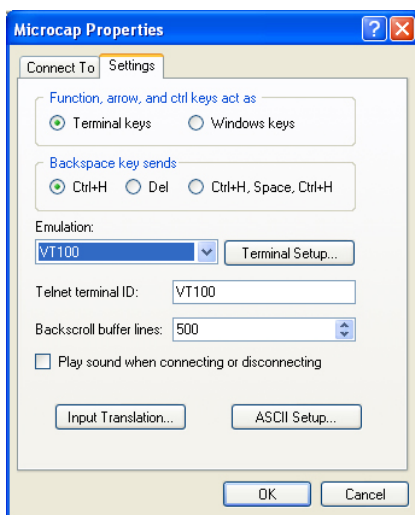 Microcap Properties
Connect To Settings
Function, arrow, and ctrl keys act as
Terminal keys Windows keys
Backspace key sends
Ctrl+H Del Ctrl+H, Space, Ctrl+H
Emulation:
VT100 Terminal Setup...
Telnet terminal ID: VT100
Backscroll buffer lines: 500
Play sound when connecting or disconnecting
Input Translation... ASCII Setup...
OK Cancel